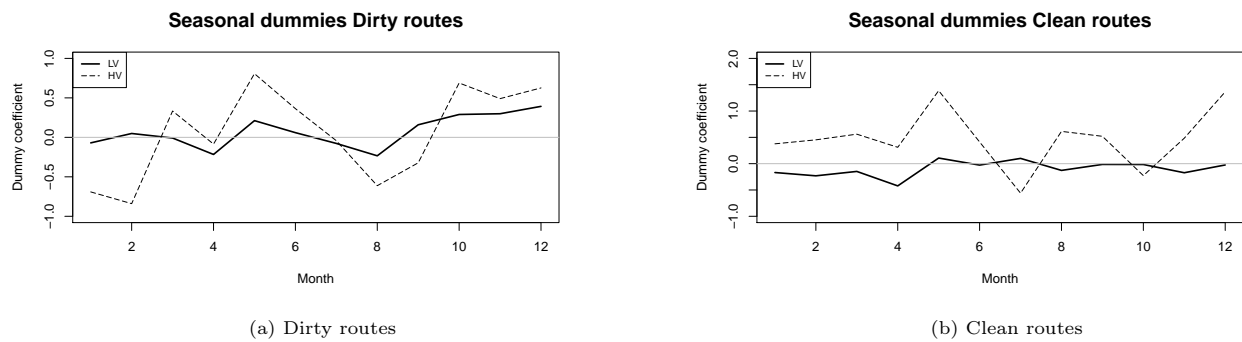 Seasonal dummies Dirty routes
LV
HV
Dummy coefficient
1.0
0.5
0.0
−0.5
−1.0
2 4 6 8 10 12
Month
(a) Dirty routes
Seasonal dummies Clean routes
LV
HV
Dummy coefficient
2.0
1.0
0.0
−1.0
2 4 6 8 10 12
Month
(b) Clean routes